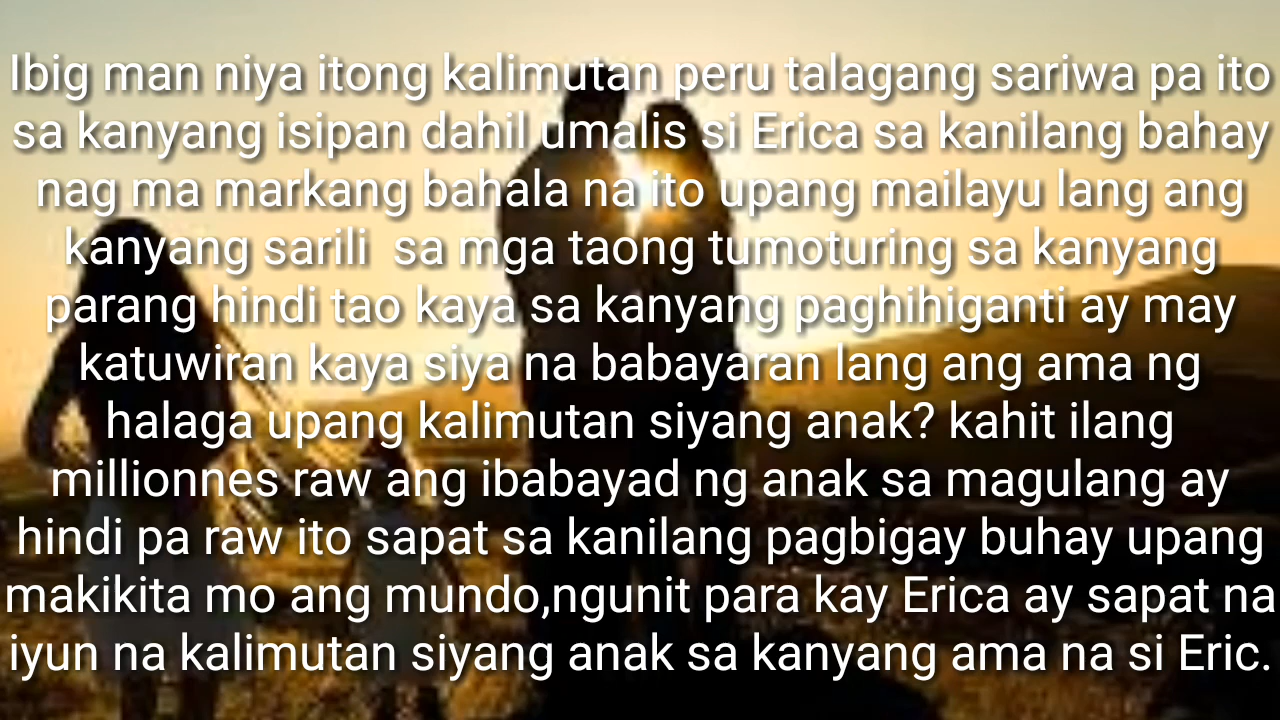 Ibig man niya itong kalimutan peru talagang sariwa pa ito
sa kanyang isipan dahil umalis si Erica sa kanilang bahay
nag ma markang bahala na ito upang mailayu lang ang
kanyang sarili  sa mga taong tumoturing sa kanyang
parang hindi tao kaya sa kanyang paghihiganti ay may
katuwiran kaya siya na babayaran lang ang ama ng
halaga upang kalimutan siyang anak? kahit ilang
millionnes raw ang ibabayad ng anak sa magulang ay
hindi pa raw ito sapat sa kanilang pagbigay buhay upang
makikita mo ang mundo,ngunit para kay Erica ay sapat na
iyun na kalimutan siyang anak sa kanyang ama na si Eric.